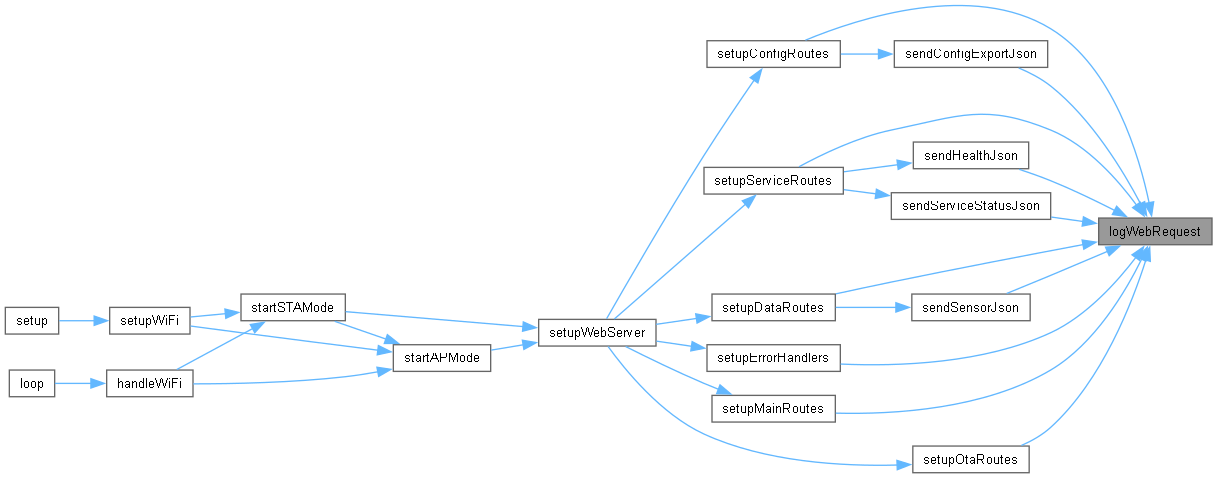 setupConfigRoutes
sendConfigExportJson
sendHealthJson
setupServiceRoutes
sendServiceStatusJson
logWebRequest
startSTAMode
setupDataRoutes
sendSensorJson
setup
setupWiFi
setupWebServer
startAPMode
setupErrorHandlers
loop
handleWiFi
setupMainRoutes
setupOtaRoutes